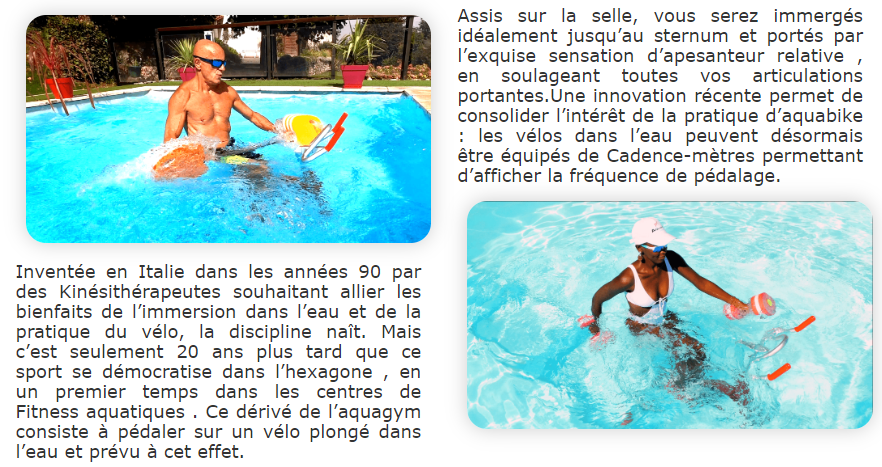 Assis sur la selle, vous serez immergés
idéalement jusqu’au sternum et portés par
l’exquise sensation d’apesanteur relative ,
en soulageant toutes vos articulations
portantes.Une innovation récente permet de
consolider l’intérêt de la pratique d’aquabike
: les vélos dans l’eau peuvent désormais
être équipés de Cadence-mètres permettant
d’afficher la fréquence de pédalage.
Inventée en Italie dans les années 90 par
des Kinésithérapeutes souhaitant allier les
bienfaits de l’immersion dans l’eau et de la
pratique du vélo, la discipline naît. Mais
c’est seulement 20 ans plus tard que ce
sport se démocratise dans l’hexagone , en
un premier temps dans les centres de
Fitness aquatiques . Ce dérivé de l’aquagym
consiste à pédaler sur un vélo plongé dans
l’eau et prévu à cet effet.